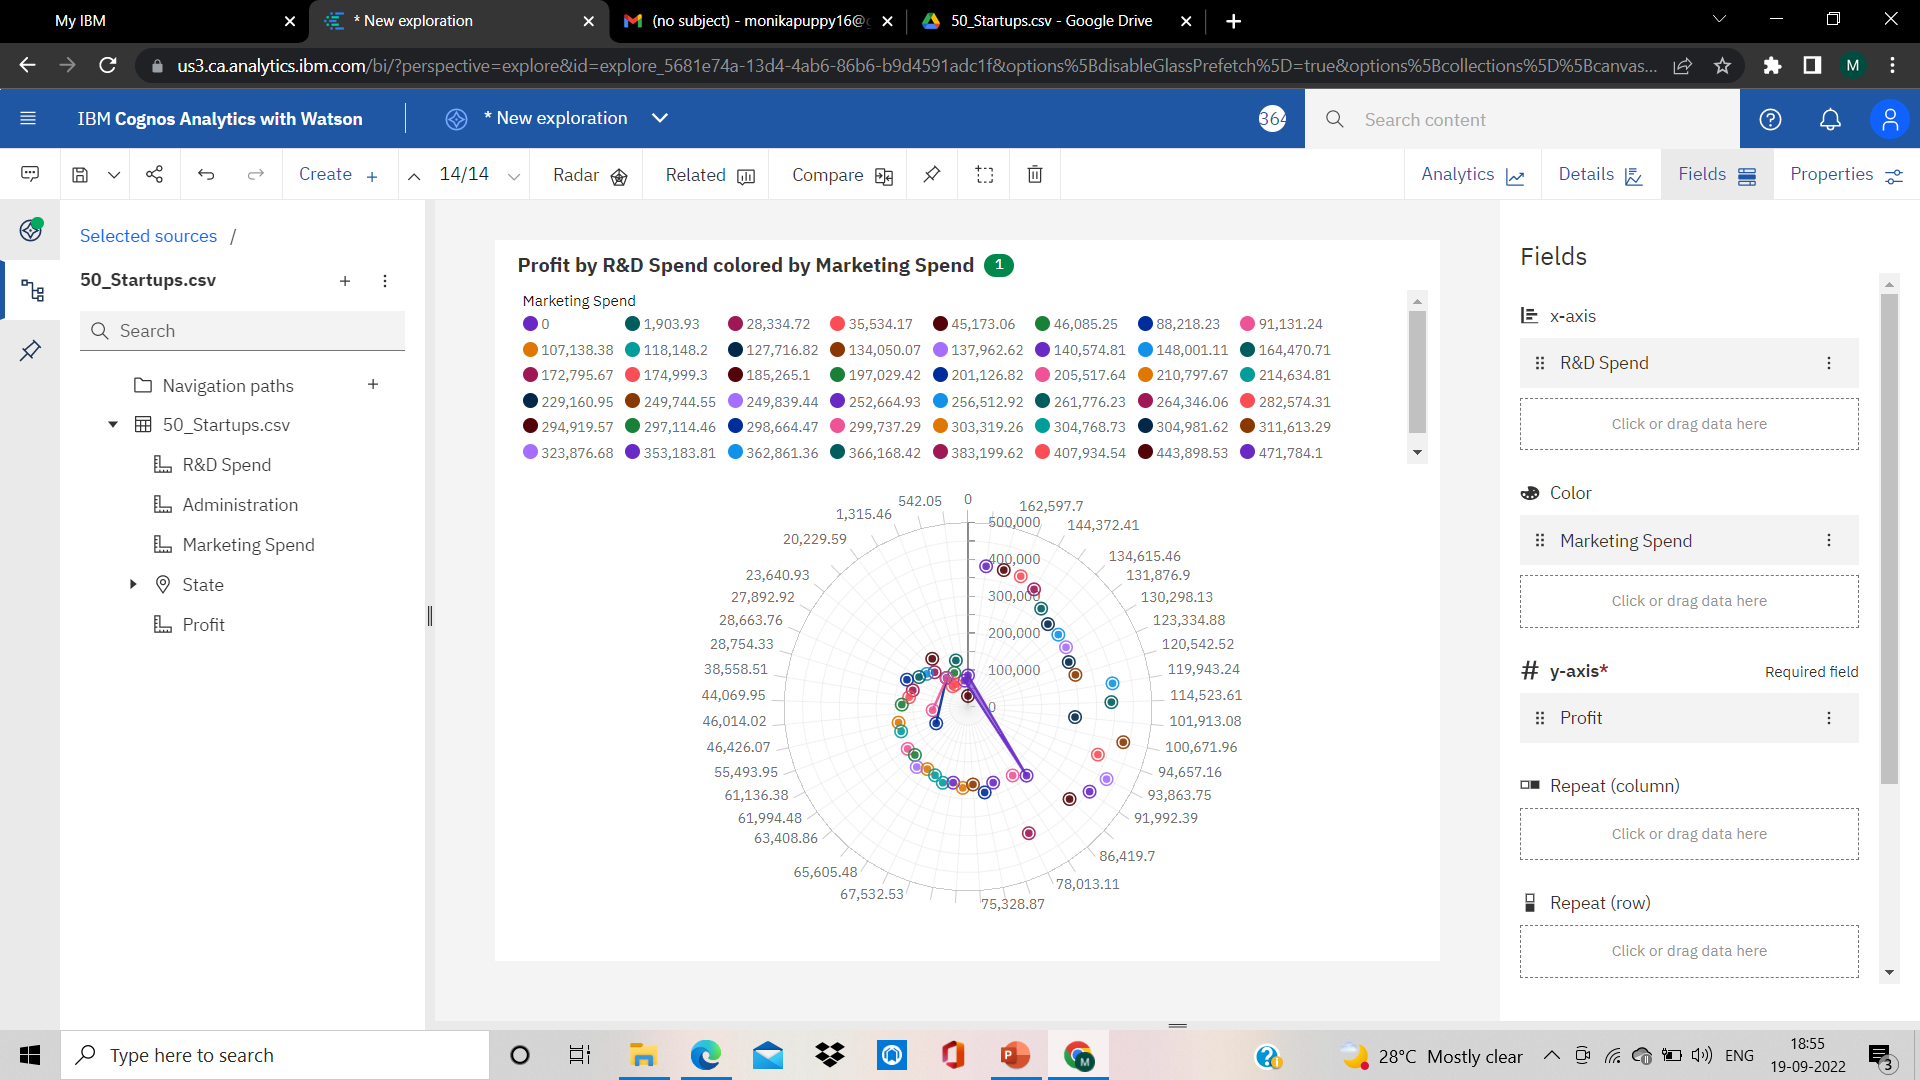 My IBM
* New exploration
(no subject) - monikapuppy16@
50_Startups.csv - Google Drive
us3.ca.analytics.ibm.com/bi/?perspective=explore&id=explore_5681e74a-13d4-4ab6-86b6-b9d4591adc1f&options%5BdisableGlassPrefetch%5D=true&options%5Bcollections%5D%5Bcanvas...
M
IBM Cognos Analytics with Watson
* New exploration
364
Search content
Create
14/14
Radar
Related
Compare
Analytics
Details
Fields
Properties
Selected sources /
50_Startups.csv
Search
Navigation paths
50_Startups.csv
R&D Spend
Administration
Marketing Spend
State
Profit
Profit by R&D Spend colored by Marketing Spend 1
Marketing Spend
0 1,903.93 28,334.72 35,534.17 45,173.06 46,085.25 88,218.23 91,131.24
107,138.38 118,148.2 127,716.82 134,050.07 137,962.62 140,574.81 148,001.11 164,470.71
172,795.67 174,999.3 185,265.1 197,029.42 201,126.82 205,517.64 210,797.67 214,634.81
229,160.95 249,744.55 249,839.44 252,664.93 256,512.92 261,776.23 264,346.06 282,574.31
294,919.57 297,114.46 298,664.47 299,737.29 303,319.26 304,768.73 304,981.62 311,613.29
323,876.68 353,183.81 362,861.36 366,168.42 383,199.62 407,934.54 443,898.53 471,784.1
0
162,597.7
144,372.41
134,615.46
131,876.9
130,298.13
123,334.88
120,542.52
119,943.24
114,523.61
101,913.08
100,671.96
94,657.16
93,863.75
91,992.39
86,419.7
78,013.11
75,328.87
67,532.53
65,605.48
63,408.86
61,994.48
61,136.38
55,493.95
46,426.07
46,014.02
44,069.95
38,558.51
28,754.33
28,663.76
27,892.92
23,640.93
20,229.59
1,315.46
542.05
500,000
400,000
300,000
200,000
100,000
0
Fields
x-axis
R&D Spend
Click or drag data here
Color
Marketing Spend
Click or drag data here
y-axis*
Required field
Profit
Repeat (column)
Click or drag data here
Repeat (row)
Click or drag data here
Type here to search
28°C Mostly clear
ENG
18:55
19-09-2022
3